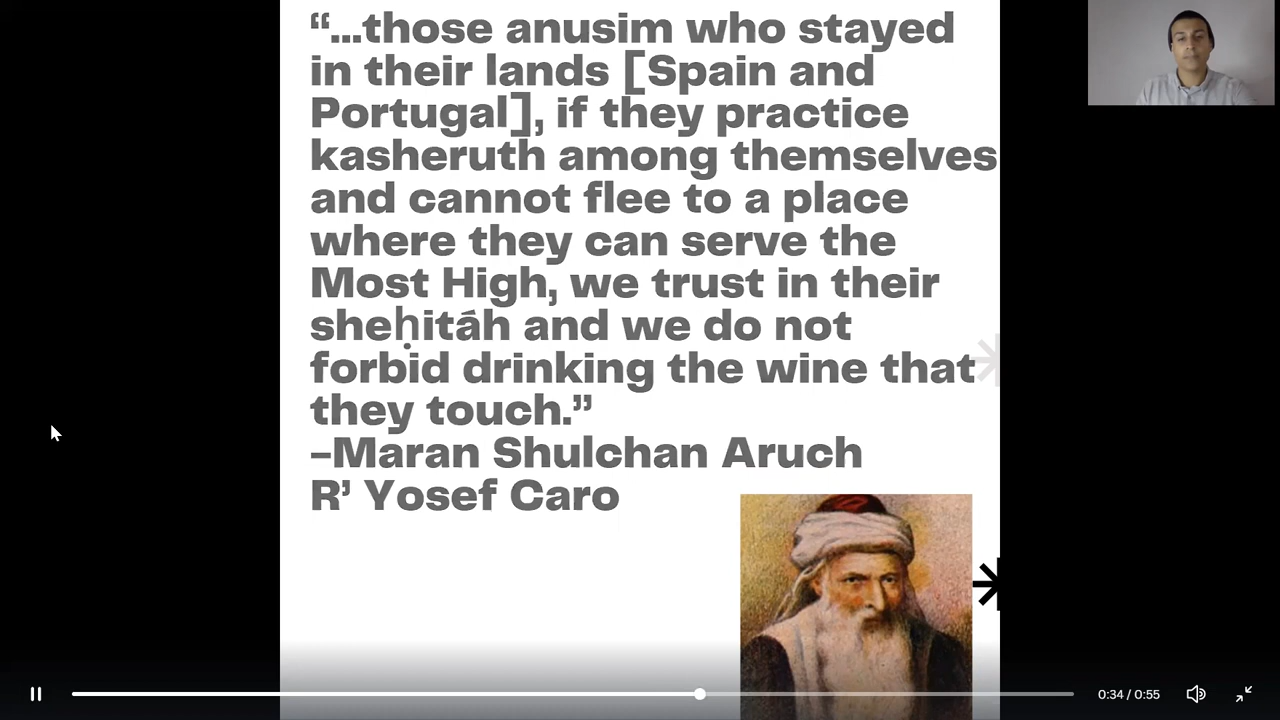 “...those anusim who stayed
in their lands [Spain and
Portugal], if they practice
kasheruth among themselves
and cannot flee to a place
where they can serve the
Most High, we trust in their
sheḥitáh and we do not
forbid drinking the wine that
they touch.”
–Maran Shulchan Aruch
R’ Yosef Caro
0:34 / 0:55